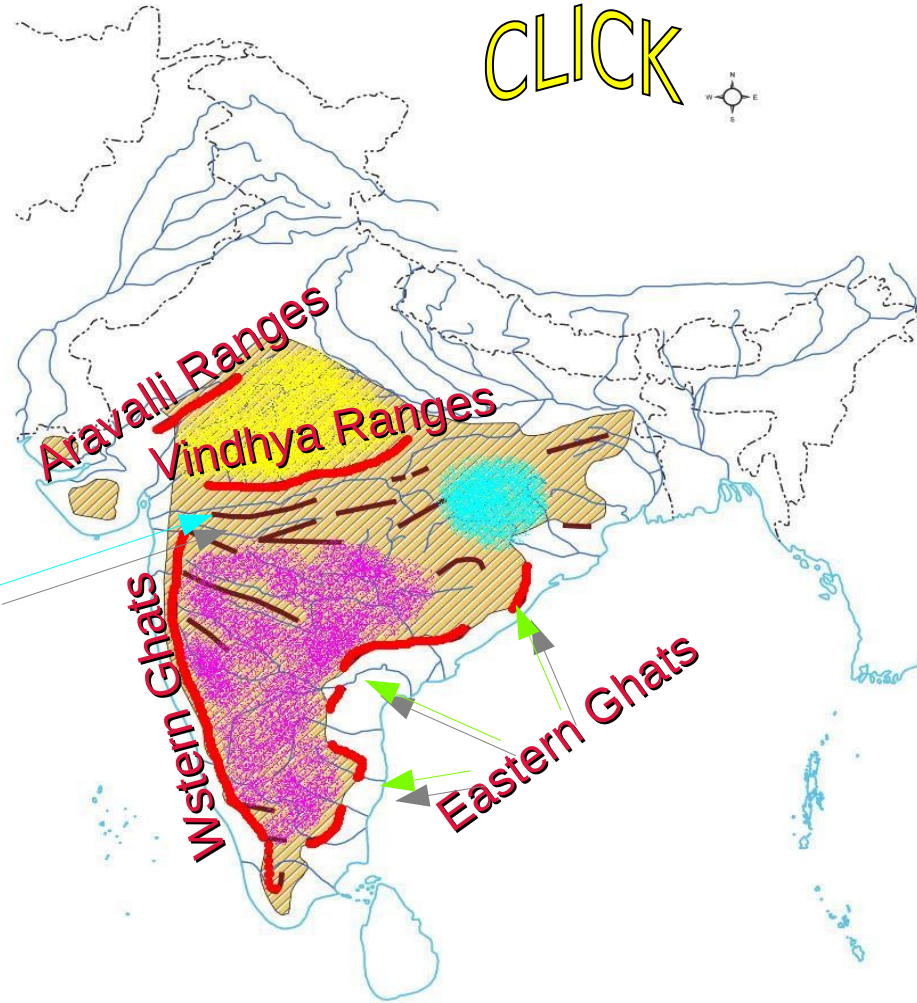 CLICK
N
W E
S
Aravalli Ranges
Vindhya Ranges
Wstern Ghats
Eastern Ghats